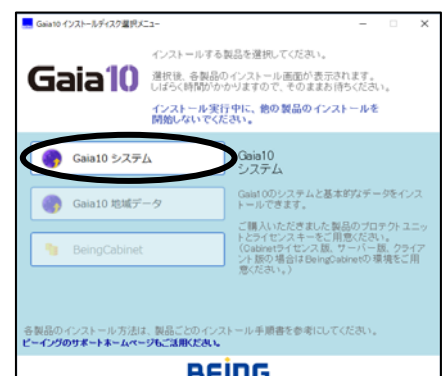 Gaia10 インストールディスク選択メニュー
インストールする製品を選択してください。
Gaia10
選択後、各製品のインストール画面が表示されます。
しばらく時間がかかりますので、そのままお待ちください。
インストール実行中に、他の製品のインストールを
開始しないでください。
Gaia10 システム
Gaia10
システム
Gaia10 地域データ
Gaia10のシステムと基本的なデータをインス
トールできます。
BeingCabinet
ご購入いただきました製品のプロテクトユニッ
トとライセンスキーをご用意ください。
(Cabinetライセンス版、サーバー版、クライア
ント版の場合はBeingCabinetの環境をご用
意ください。)
各製品のインストール方法は、製品ごとのインストール手順書を参考にしてください。
ビーイングのサポートホームページもご活用ください。
BEING